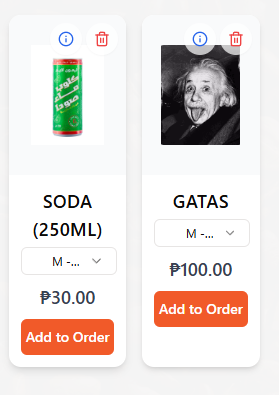 SODA
(250ML)
M -...
₱30.00
Add to Order
GATAS
M -...
₱100.00
Add to Order